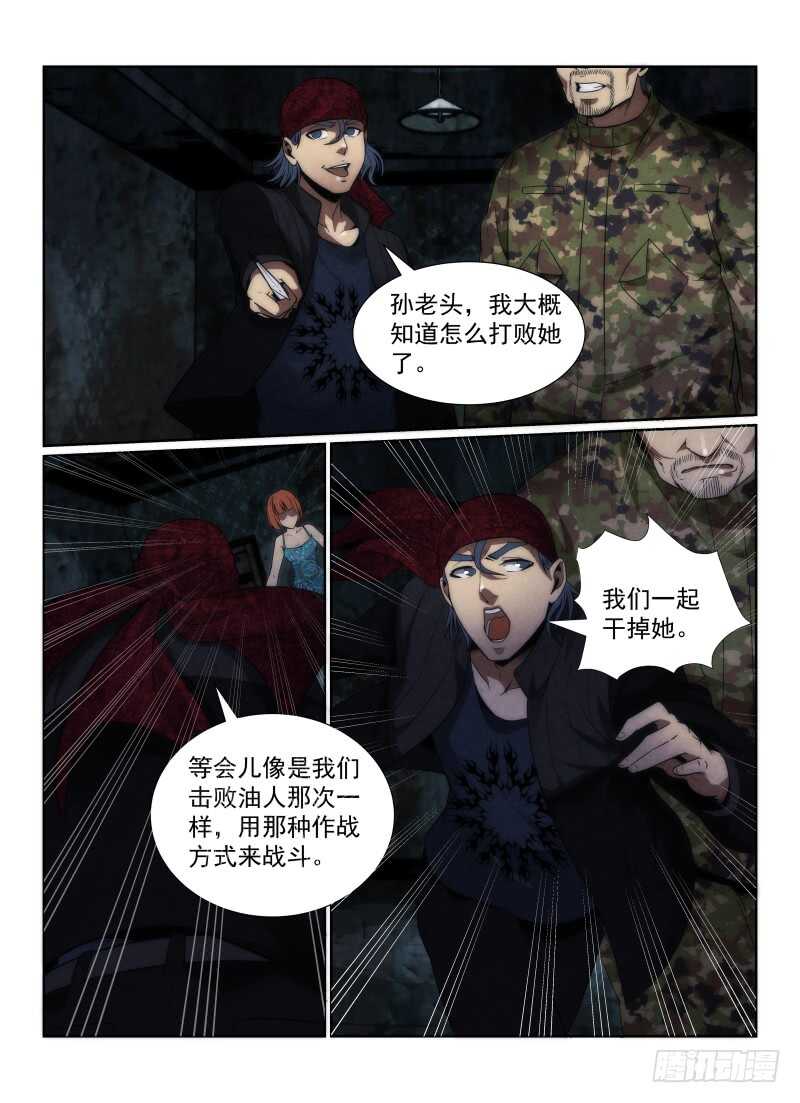 孙老头，我大概
知道怎么打败她
了。
等会儿像是我们
击败油人那次一
样，用那种作战
方式来战斗。
我们一起
干掉她。
腾讯动漫